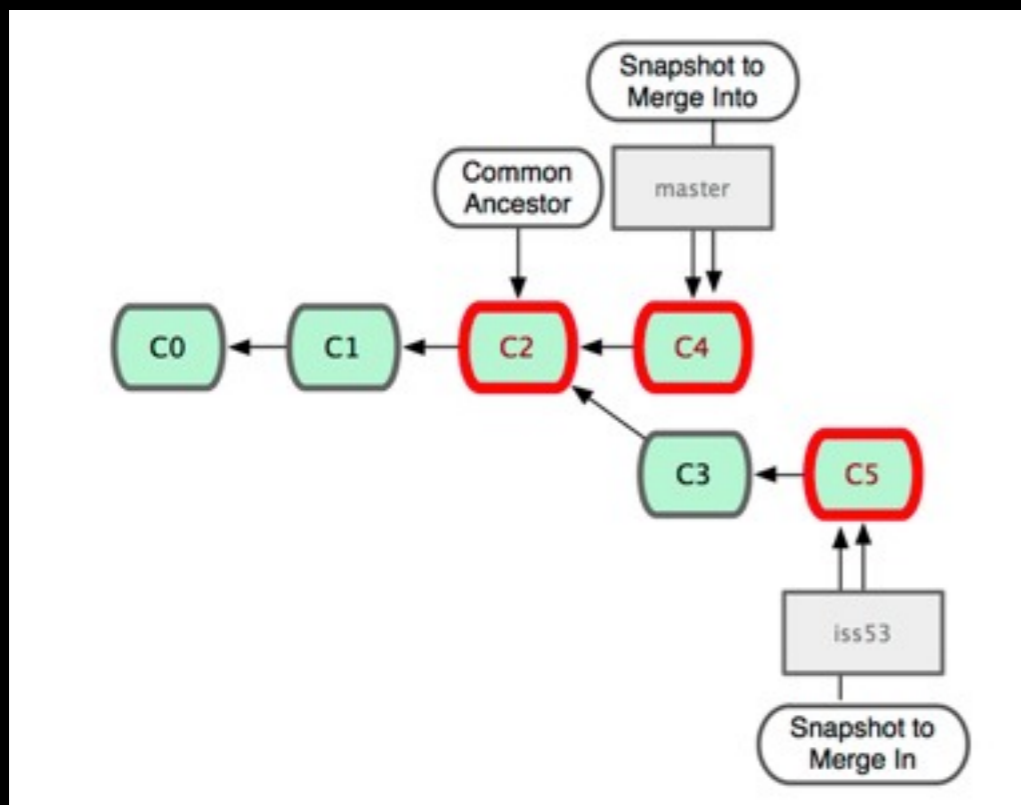 Snapshot to
Merge Into
Common
Ancestor
master
C0
C1
C2
C4
C3
C5
iss53
Snapshot to
Merge In